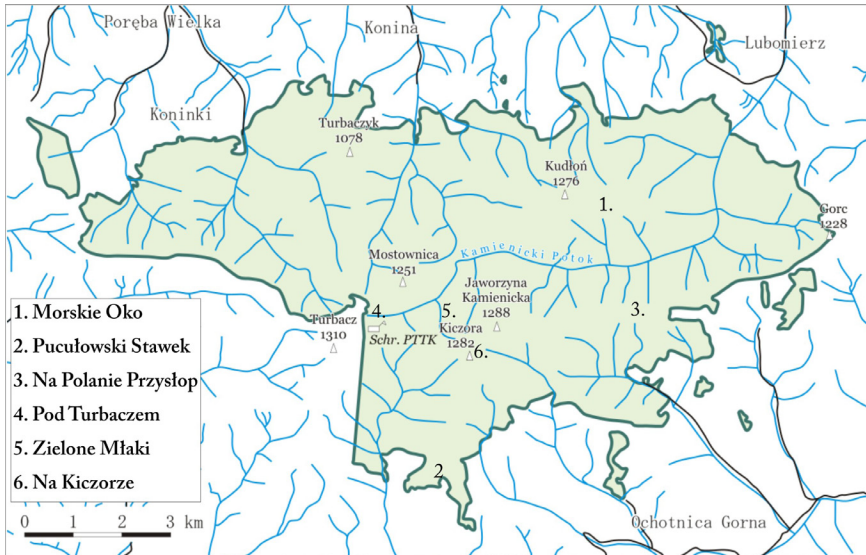 Poręba Wielka
Konina
Lubomierz
Koninki
Turbaczyk
1078
Kudłoń
1276
1.
Gorc
1228
Mostownica
1251
Kamienicki Potok
Jaworzyna
Kamienicka
1288
Turbacz
1310
4.
5.
3.
Schr. PTTK
Kiczora
1282
6.
2
Ochotnica Gorna
1. Morskie Oko
2. Pucułowski Stawek
3. Na Polanie Przysłop
4. Pod Turbaczem
5. Zielone Młaki
6. Na Kiczorze
0 1 2 3 km